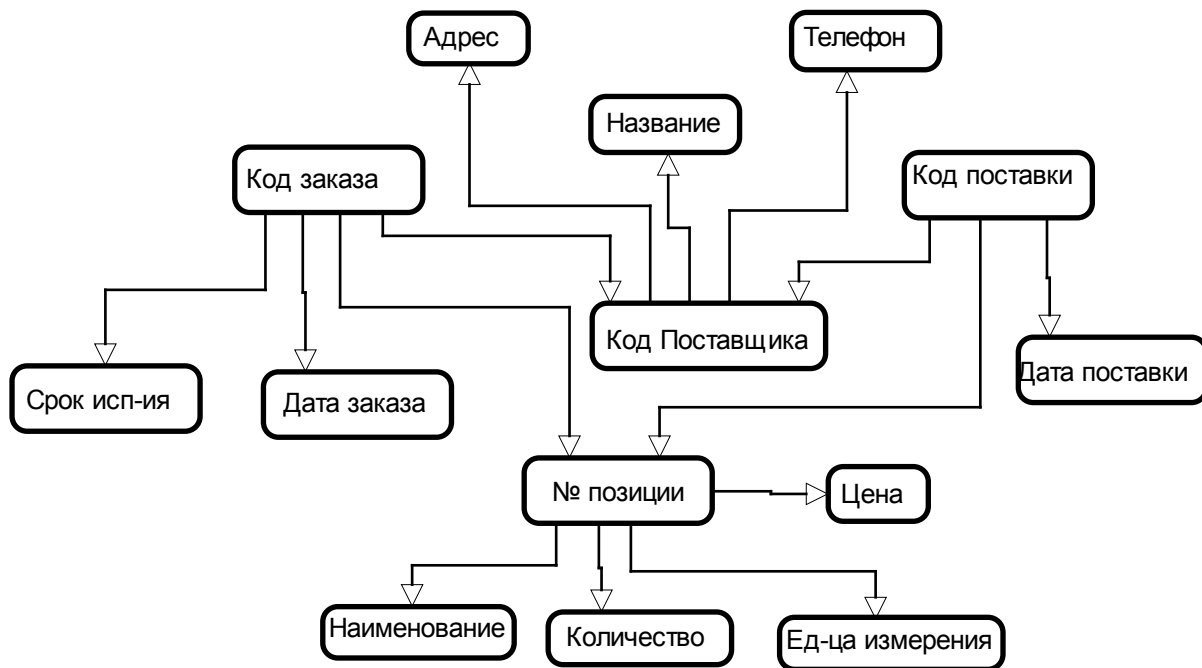 Адрес
Телефон
Название
Код заказа
Код поставки
Код Поставщика
Срок исп-ия
Дата заказа
Дата поставки
№ позиции
Цена
Наименование
Количество
Ед-ца измерения